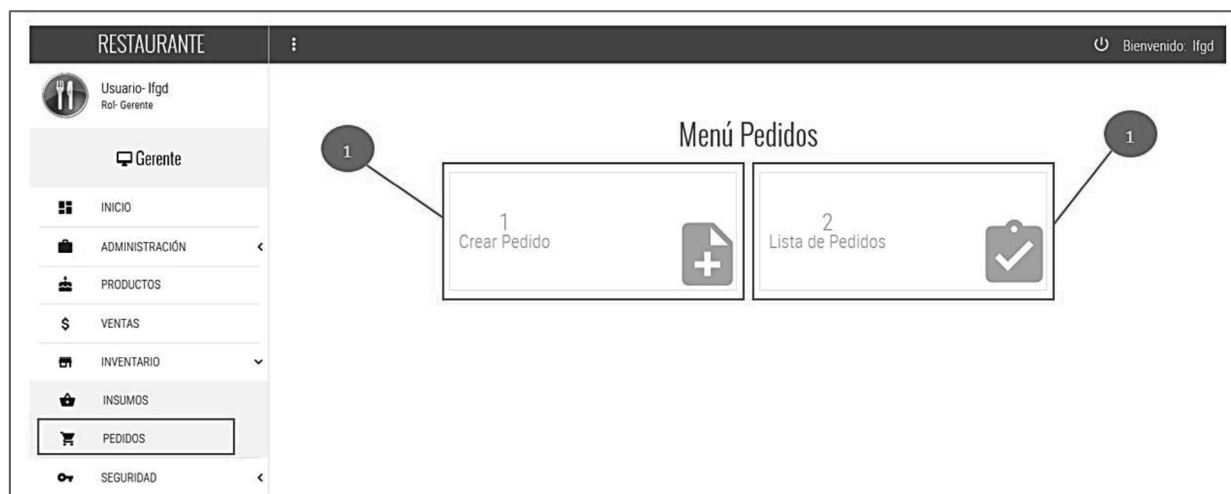 RESTAURANTE
Bienvenido: lfgd
Usuario- lfgd
Rol- Gerente
Gerente
INICIO
ADMINISTRACIÓN
PRODUCTOS
VENTAS
INVENTARIO
INSUMOS
PEDIDOS
SEGURIDAD
Menú Pedidos
1
1
1
Crear Pedido
2
Lista de Pedidos